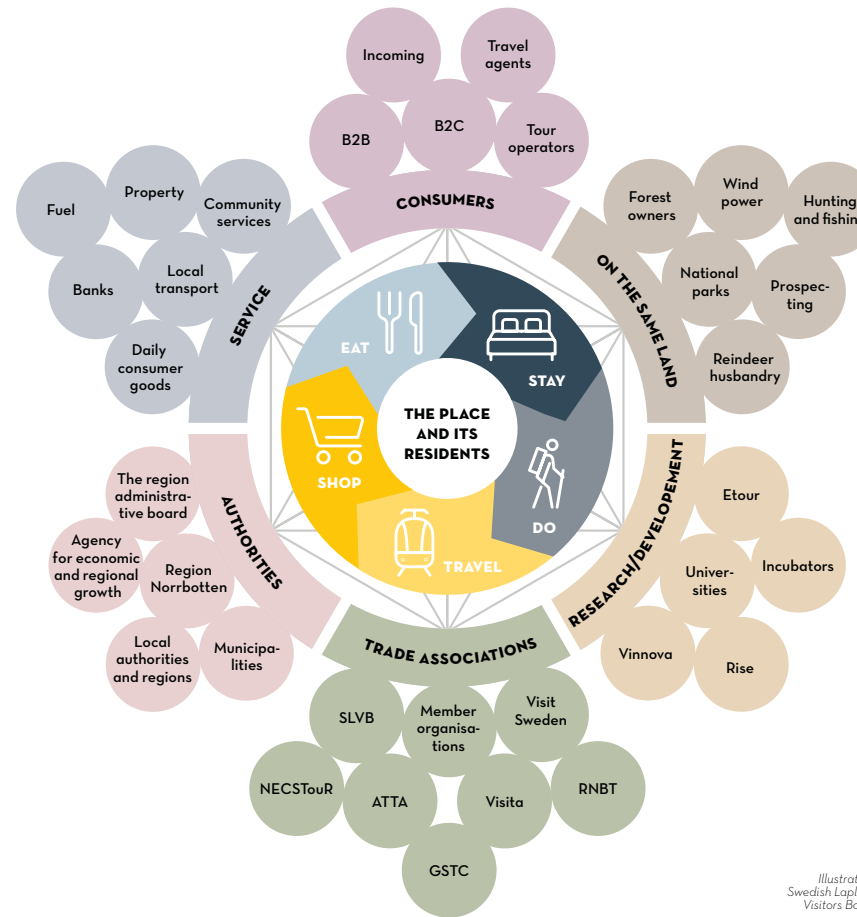 Incoming
Travel
agents
B2B
B2C
Tour
operators
CONSUMERS
Fuel
Property
Community
services
Banks
Local
transport
Daily
consumer
goods
SERVICE
Forest
owners
Wind
power
Hunting
and fishin
National
parks
Prospec-
ting
Reindeer
husbandry
ON THE SAME LAND
EAT
STAY
SHOP
DO
TRAVEL
THE PLACE
AND ITS
RESIDENTS
AUTHORITIES
The region
administra-
tive board
Agency
for economic
and regional
growth
Region
Norrbotten
Local
authorities
and regions
Municipa-
lities
RESEARCH/DEVELOPEMENT
Etour
Incubators
Univer-
sities
Vinnova
Rise
TRADE ASSOCIATIONS
SLVB
Member
organisa-
tions
Visit
Sweden
NECSTouR
ATTA
Visita
RNBT
GSTC
Illustrat
Swedish Lapl
Visitors Bo